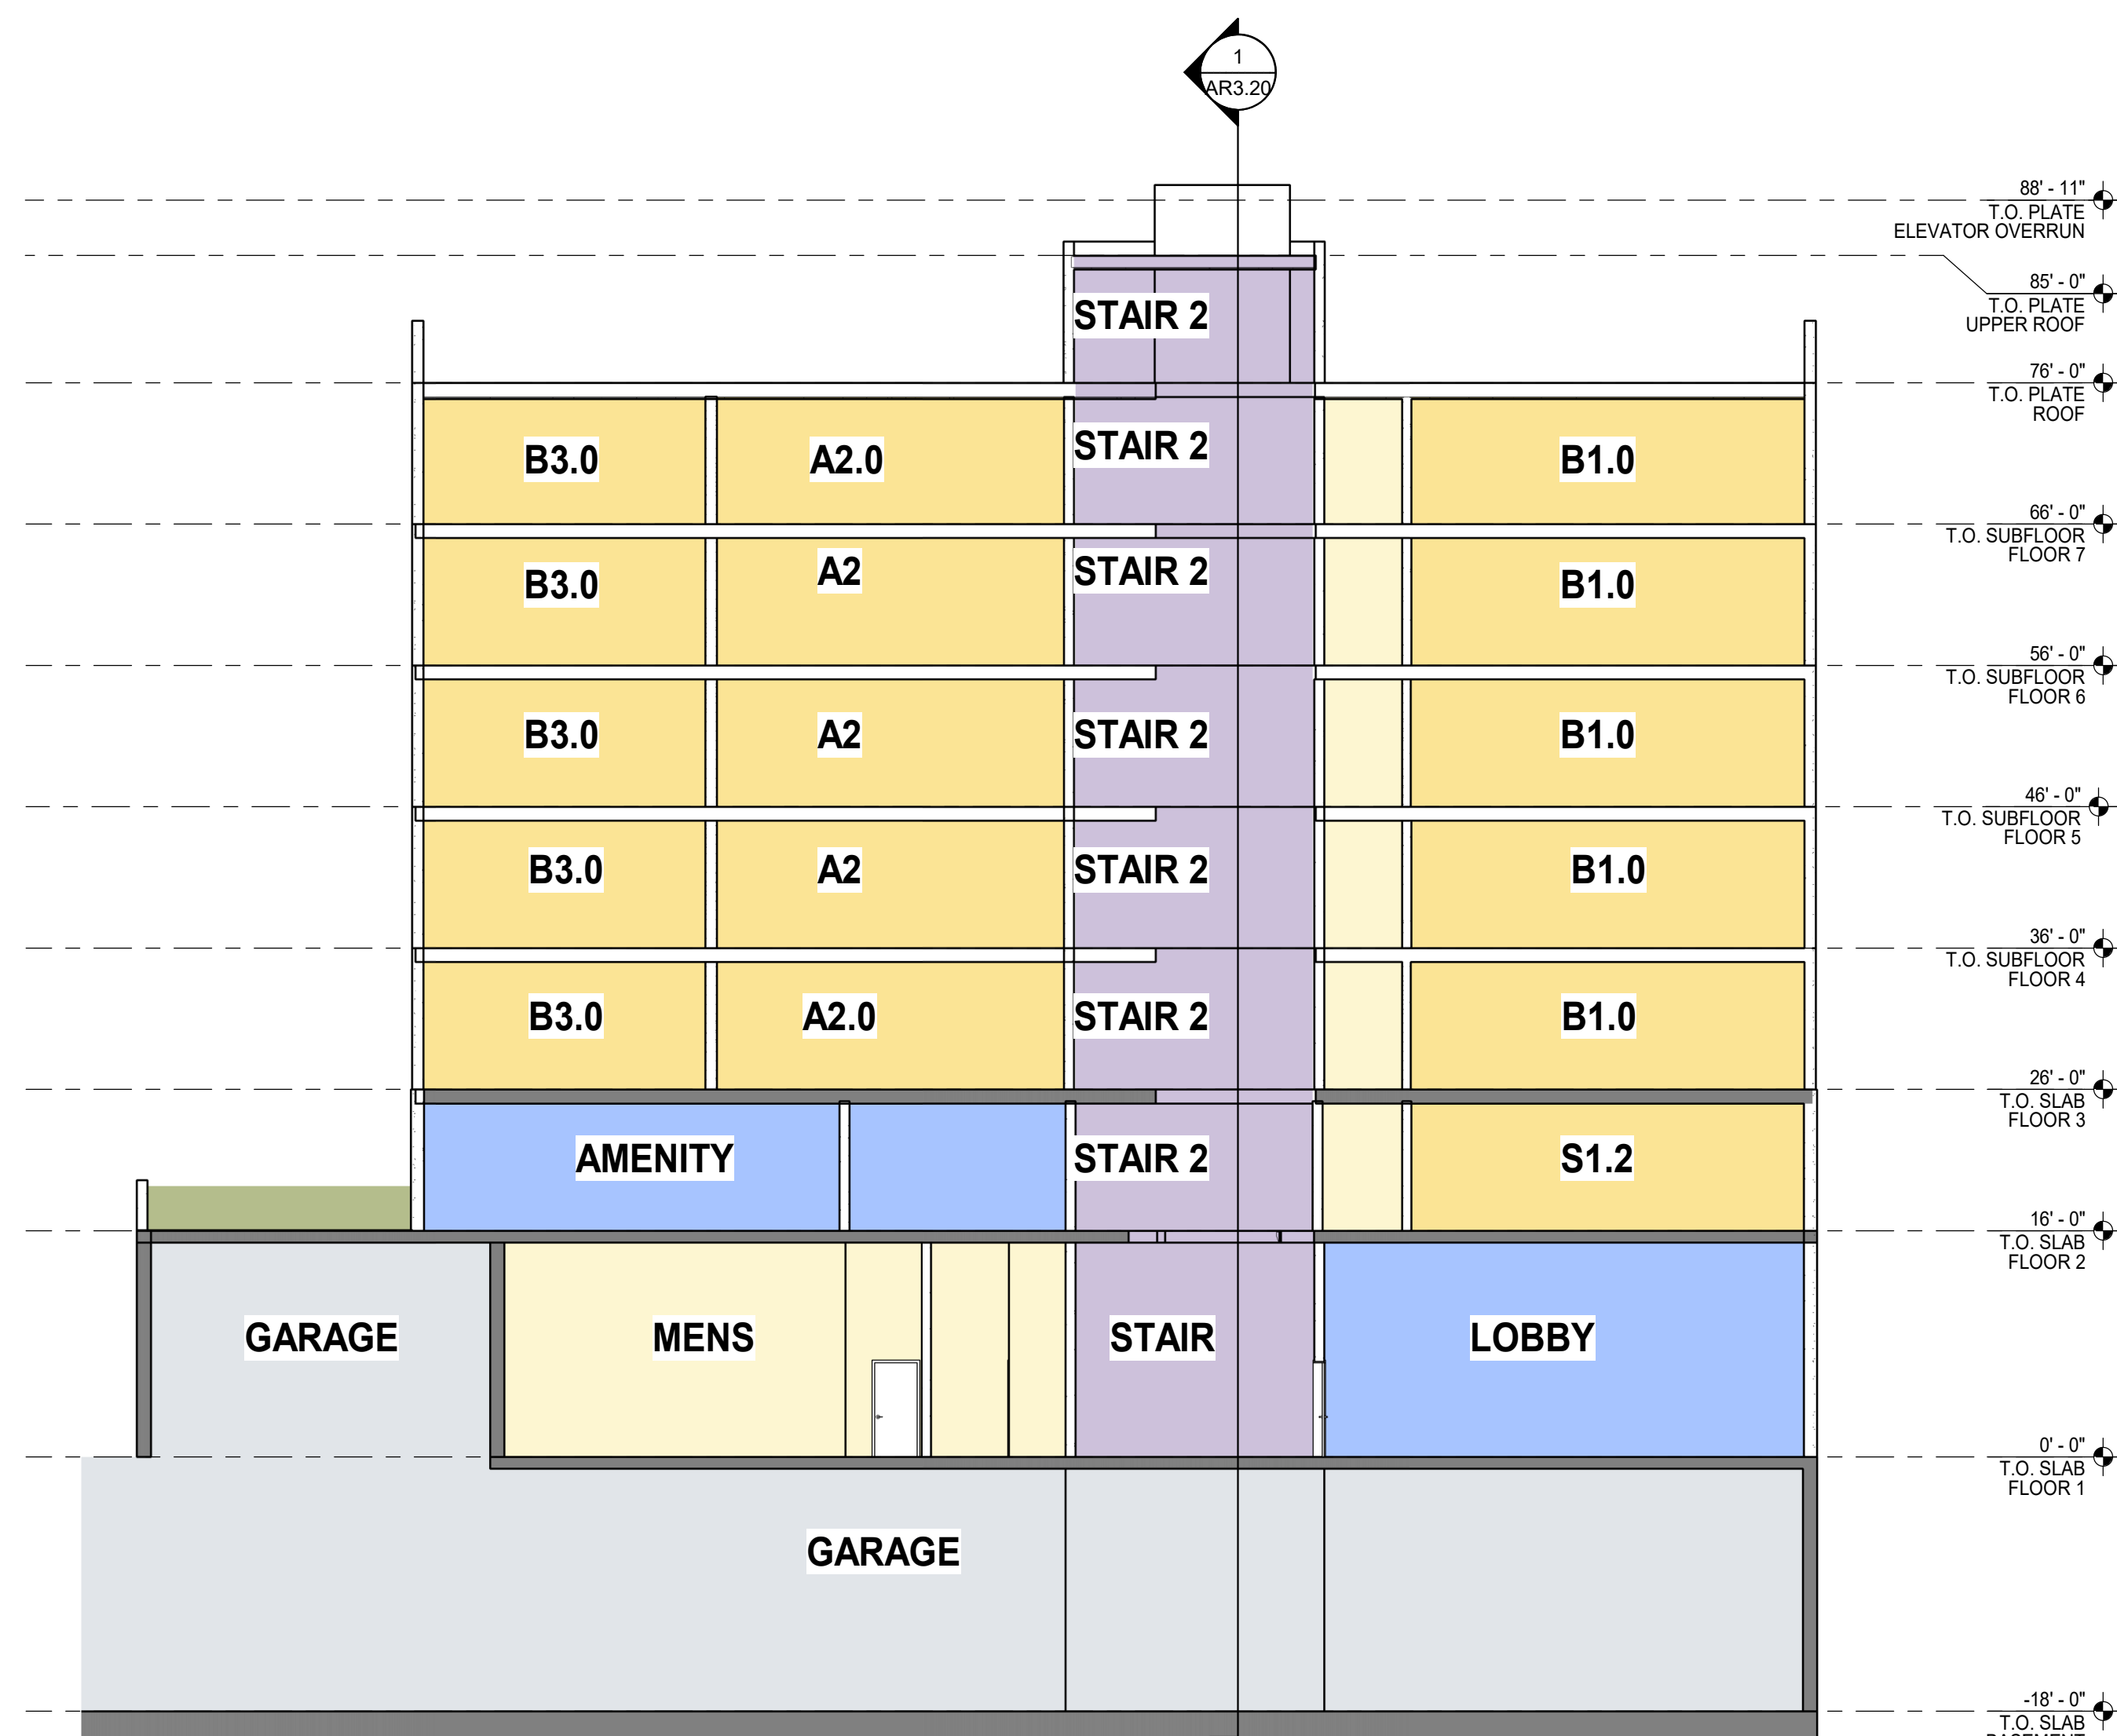 1
AR3.20
88' - 11"
T.O. PLATE
ELEVATOR OVERRUN
85' - 0"
T.O. PLATE
UPPER ROOF
STAIR 2
76' - 0"
T.O. PLATE
ROOF
B3.0 A2.0 STAIR 2 B1.0
66' - 0"
T.O. SUBFLOOR
FLOOR 7
B3.0 A2 STAIR 2 B1.0
56' - 0"
T.O. SUBFLOOR
FLOOR 6
B3.0 A2 STAIR 2 B1.0
46' - 0"
T.O. SUBFLOOR
FLOOR 5
B3.0 A2 STAIR 2 B1.0
36' - 0"
T.O. SUBFLOOR
FLOOR 4
B3.0 A2.0 STAIR 2 B1.0
26' - 0"
T.O. SLAB
FLOOR 3
AMENITY STAIR 2 S1.2
16' - 0"
T.O. SLAB
FLOOR 2
GARAGE MENS STAIR LOBBY
0' - 0"
T.O. SLAB
FLOOR 1
GARAGE
-18' - 0"
T.O. SLAB
BASEMENT